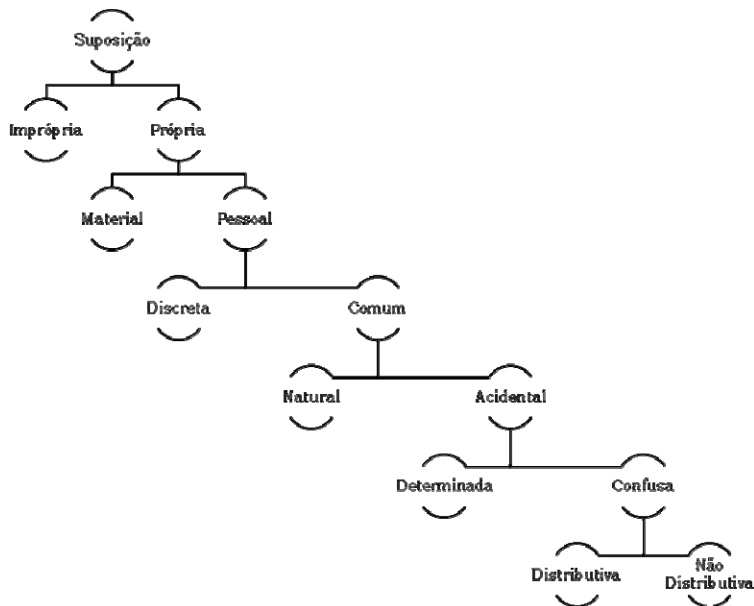 Suposição
Imprópria
Própria
Material
Pessoal
Discreta
Comum
Natural
Acidental
Determinada
Confusa
Distributiva
Não
Distributiva